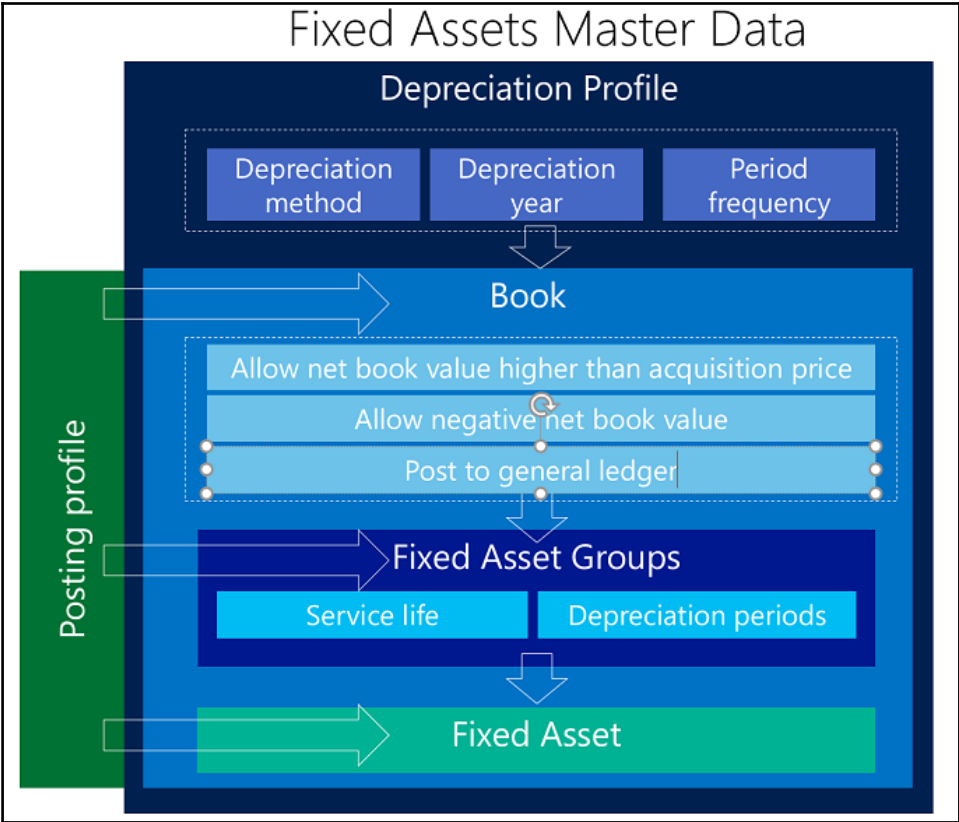 Fixed Assets Master Data
Depreciation Profile
Depreciation
method
Depreciation
year
Period
frequency
Book
Allow net book value higher than acquisition price
Allow negative net book value
Post to general ledger
Posting profile
Fixed Asset Groups
Service life
Depreciation periods
Fixed Asset